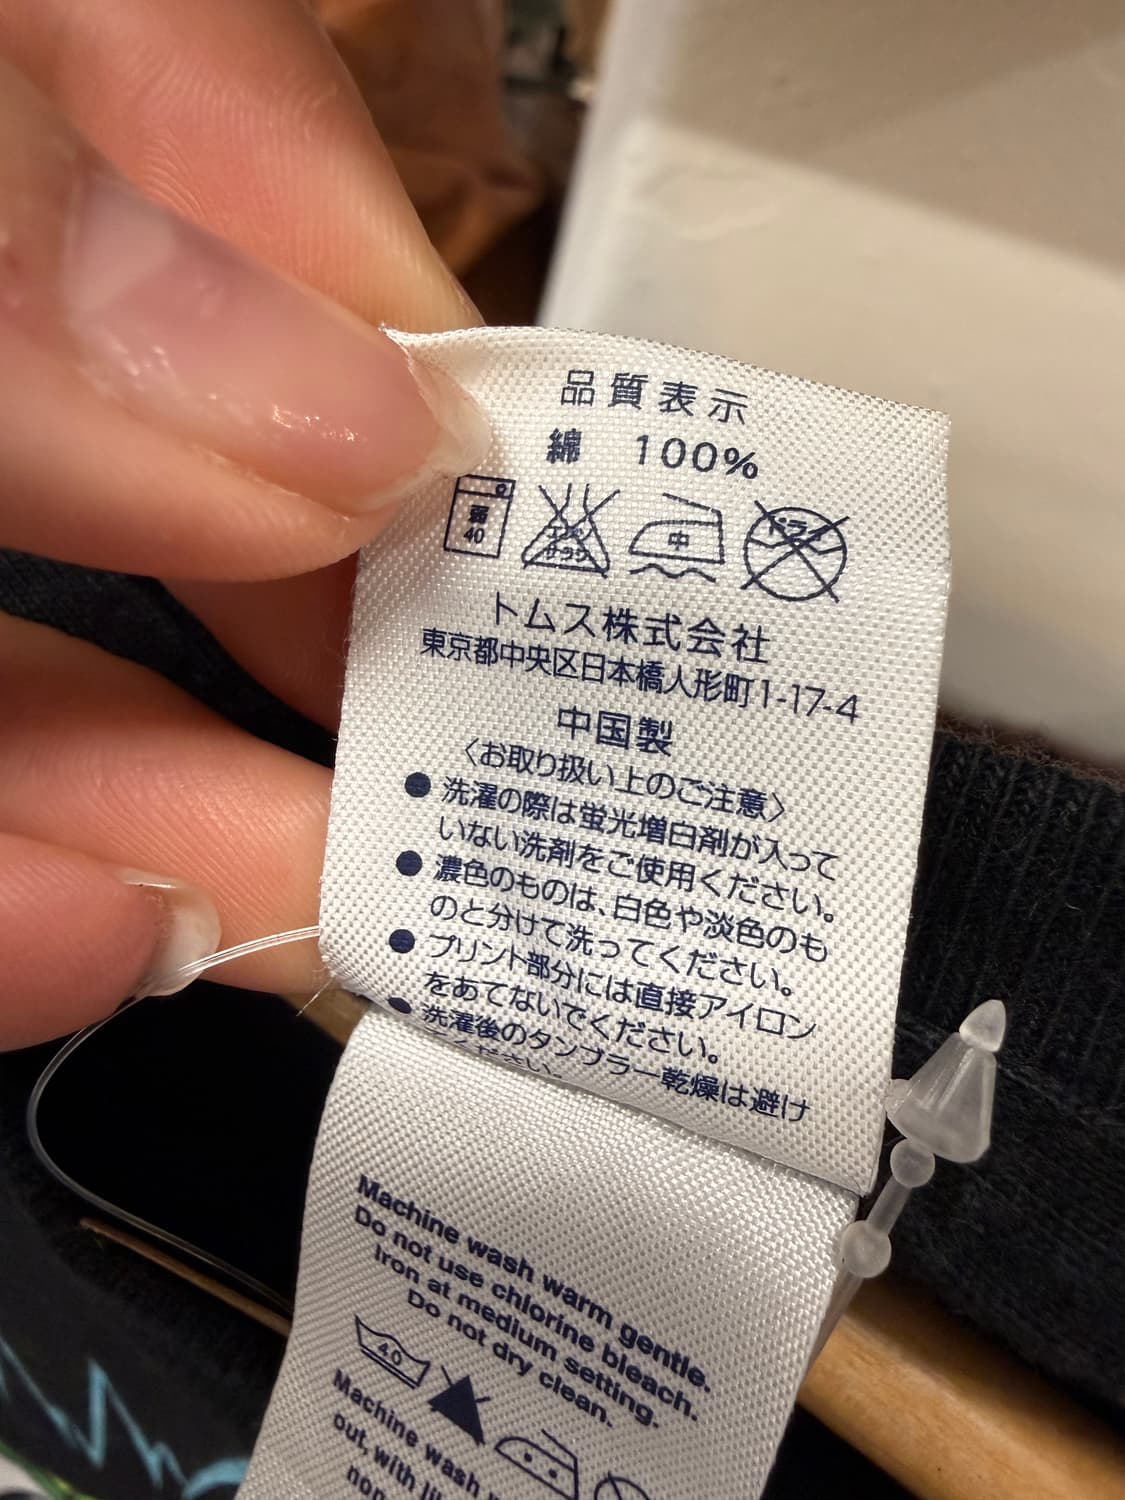 品質表示
綿 100%
弱 40 エンソ サラシ 中 ドライ
トムス株式会社
東京都中央区日本橋人形町1-17-4
中国製
〈お取り扱い上のご注意〉
● 洗濯の際は蛍光増白剤が入って
いない洗剤をご使用ください。
● 濃色のものは、白色や淡色のも
のと分けて洗ってください。
● プリント部分には直接アイロン
をあてないでください。
● 洗濯後のタンブラー乾燥は避け
てください。
Machine wash warm gentle.
Do not use chlorine bleach.
Iron at medium setting.
Do not dry clean.
40
Machine wash
out, with
non